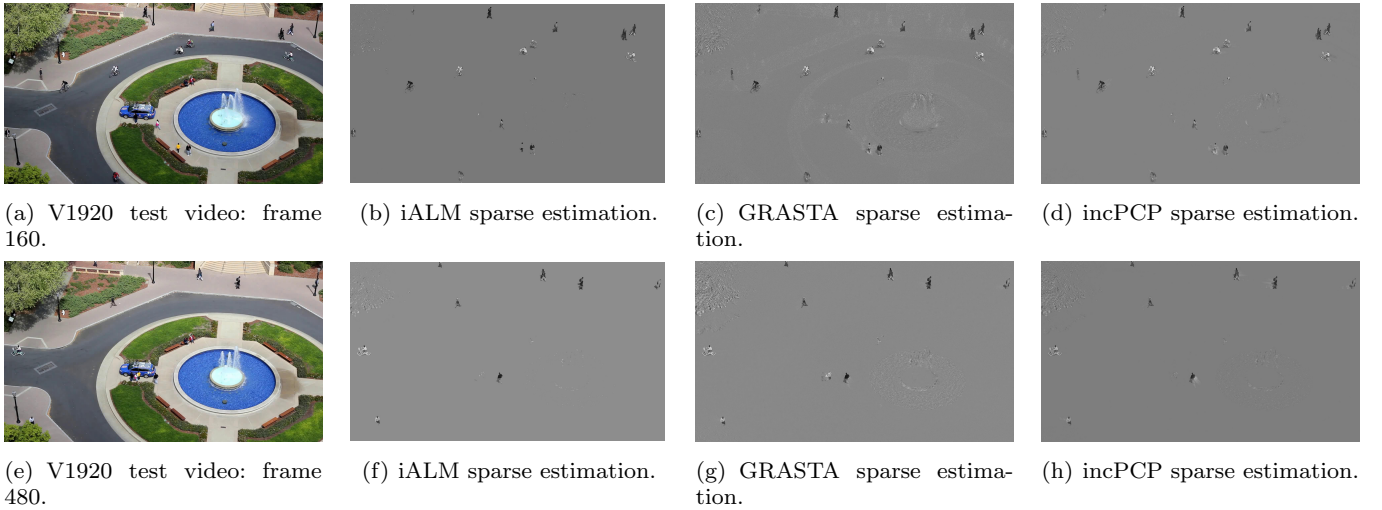 (a) V1920 test video: frame
160.
(b) iALM sparse estimation.
(c) GRASTA sparse estima-
tion.
(d) incPCP sparse estimation.
(e) V1920 test video: frame
480.
(f) iALM sparse estimation.
(g) GRASTA sparse estima-
tion.
(h) incPCP sparse estimation.